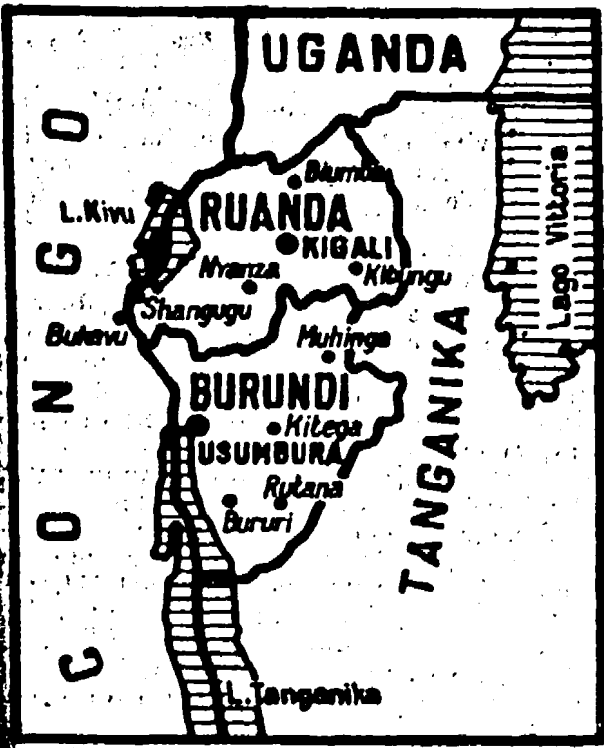 UGANDA
CONGO
Biumba
L.Kivu
RUANDA
KIGALI
Nyanza
Kibungu
Shangugu
Bukavu
Muhinga
Lago Vittoria
TANGANIKA
BURUNDI
Kitega
USUMBURA
Rutana
Bururi
L.Tanganika